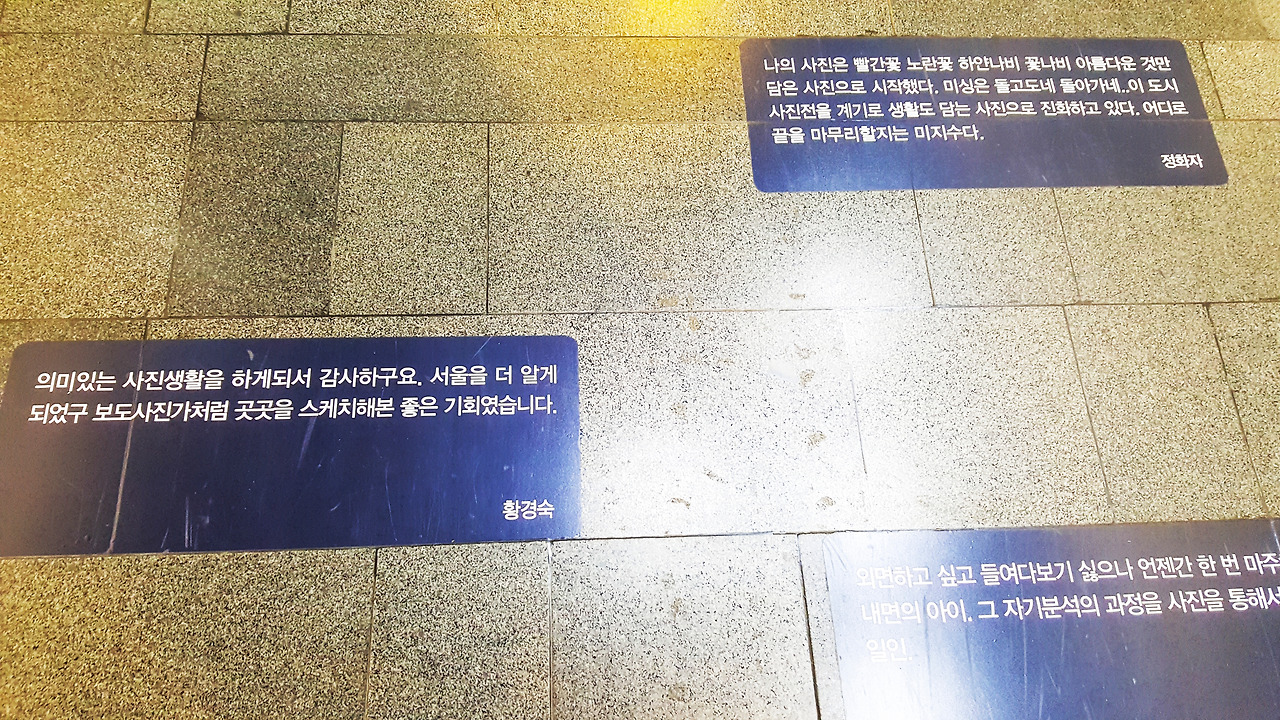 나의 사진은 빨간꽃 노란꽃 하얀나비 꽃나비 아름다운 것만
담은 사진으로 시작했다. 미싱은 돌고도네 돌아가네..이 도시
사진전을 계기로 생활도 담는 사진으로 진화하고 있다. 어디로
끝을 마무리할지는 미지수다.
정화자
의미있는 사진생활을 하게되서 감사하구요. 서울을 더 알게
되었구 보도사진가처럼 곳곳을 스케치해본 좋은 기회였습니다.
황경숙
외면하고 싶고 들여다보기 싫으나 언젠간 한 번 마주
내면의 아이. 그 자기분석의 과정을 사진을 통해서
일인.